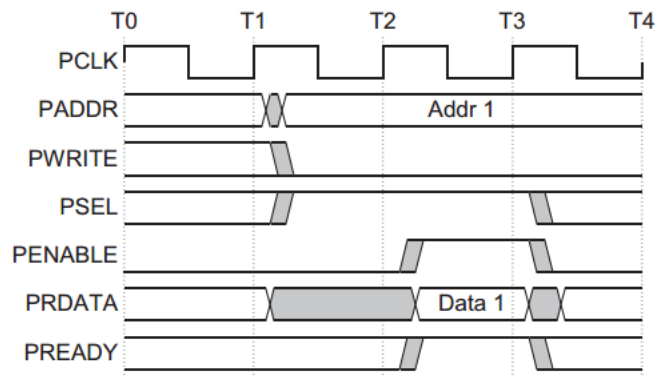 T0 T1 T2 T3 T4
PCLK
PADDR Addr 1
PWRITE
PSEL
PENABLE
PRDATA Data 1
PREADY